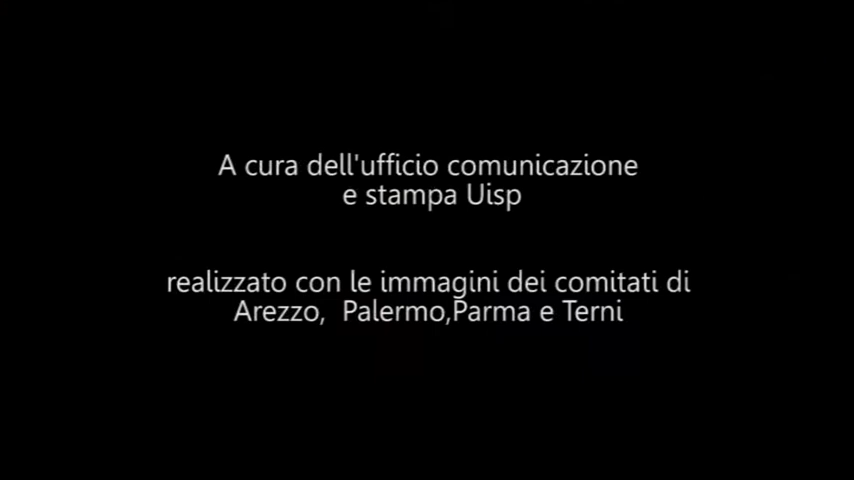 A cura dell'ufficio comunicazione
e stampa Uisp
realizzato con le immagini dei comitati di
Arezzo,  Palermo,Parma e Terni